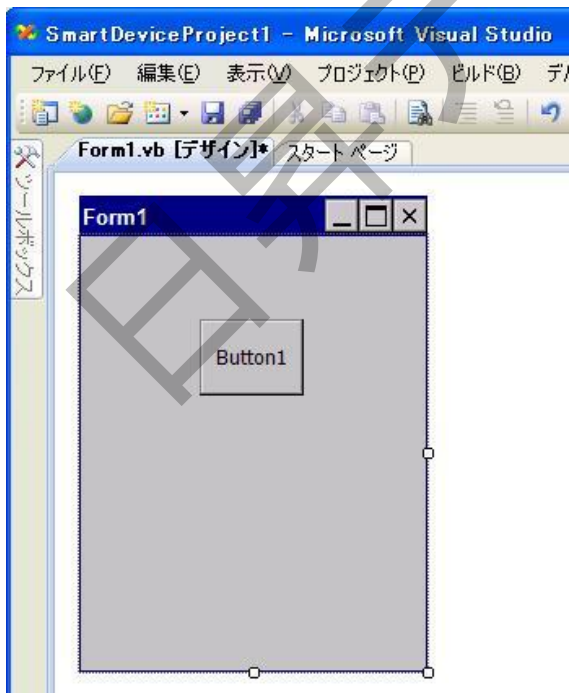 SmartDeviceProject1 - Microsoft Visual Studio
ファイル(F) 編集(E) 表示(V) プロジェクト(P) ビルド(B)
Form1.vb [デザイン]* スタート ページ
ツールボックス
Form1
Button1